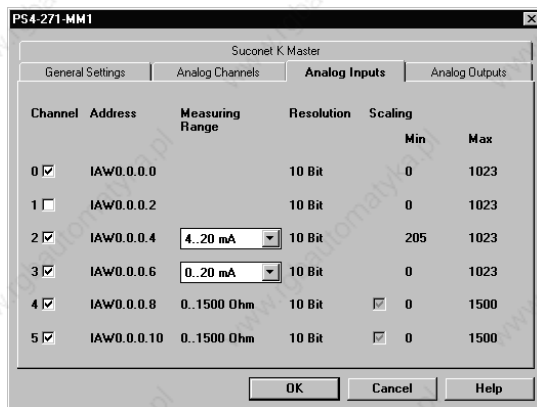 PS4-271-MM1
Suconet K Master
General Settings Analog Channels Analog Inputs Analog Outputs
Channel Address Measuring Range Resolution Scaling
Min Max
0 IAW0.0.0.0 10 Bit 0 1023
1 IAW0.0.0.2 10 Bit 0 1023
2 IAW0.0.0.4 4..20 mA 10 Bit 205 1023
3 IAW0.0.0.6 0..20 mA 10 Bit 0 1023
4 IAW0.0.0.8 0..1500 Ohm 10 Bit 0 1500
5 IAW0.0.0.10 0..1500 Ohm 10 Bit 0 1500
OK Cancel Help
www.rgbautomatyka.pl